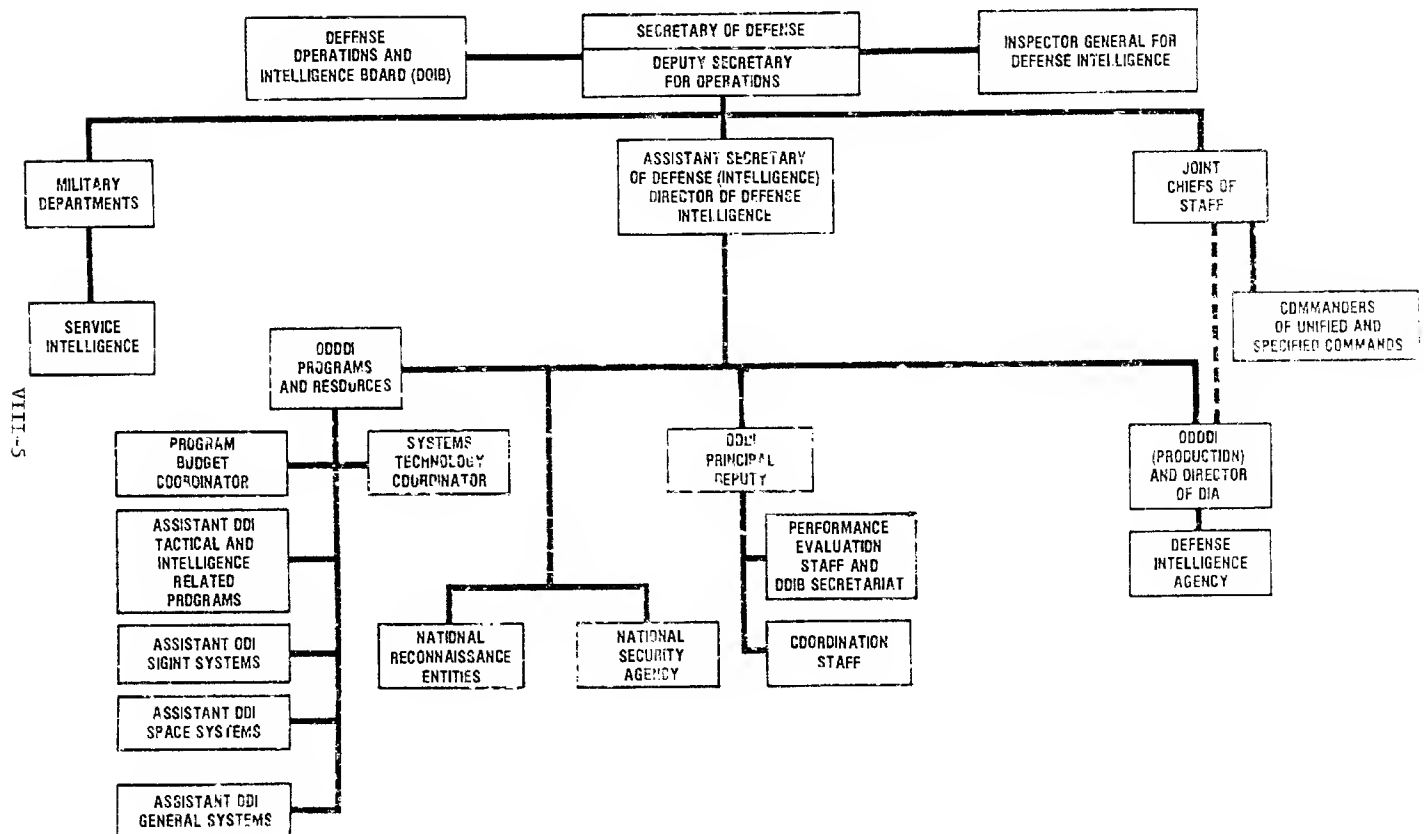 DEFENSE
OPERATIONS AND
INTELLIGENCE BOARD (DOIB)
SECRETARY OF DEFENSE
DEPUTY SECRETARY
FOR OPERATIONS
INSPECTOR GENERAL FOR
DEFENSE INTELLIGENCE
MILITARY
DEPARTMENTS
ASSISTANT SECRETARY
OF DEFENSE (INTELLIGENCE)
DIRECTOR OF DEFENSE
INTELLIGENCE
JOINT
CHIEFS OF
STAFF
SERVICE
INTELLIGENCE
COMMANDERS
OF UNIFIED AND
SPECIFIED COMMANDS
ODDDI
PROGRAMS
AND RESOURCES
PROGRAM
BUDGET
COORDINATOR
SYSTEMS
TECHNOLOGY
COORDINATOR
DDDI
PRINCIPAL
DEPUTY
ODDDI
(PRODUCTION)
AND DIRECTOR
OF DIA
ASSISTANT DDI
TACTICAL AND
INTELLIGENCE
RELATED
PROGRAMS
PERFORMANCE
EVALUATION
STAFF AND
DOIB SECRETARIAT
DEFENSE
INTELLIGENCE
AGENCY
ASSISTANT DDI
SIGINT SYSTEMS
NATIONAL
RECONNAISSANCE
ENTITIES
NATIONAL
SECURITY
AGENCY
COORDINATION
STAFF
ASSISTANT DDI
SPACE SYSTEMS
ASSISTANT DDI
GENERAL SYSTEMS
VIII-5